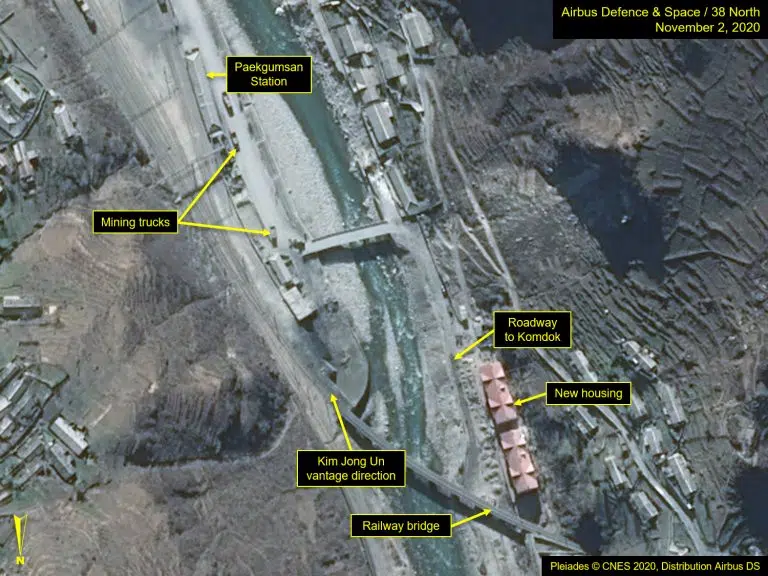 Airbus Defence & Space / 38 North
November 2, 2020
Paekgumsan
Station
Mining trucks
Roadway
to Komdok
New housing
Kim Jong Un
vantage direction
Railway bridge
N
Pleiades © CNES 2020, Distribution Airbus DS